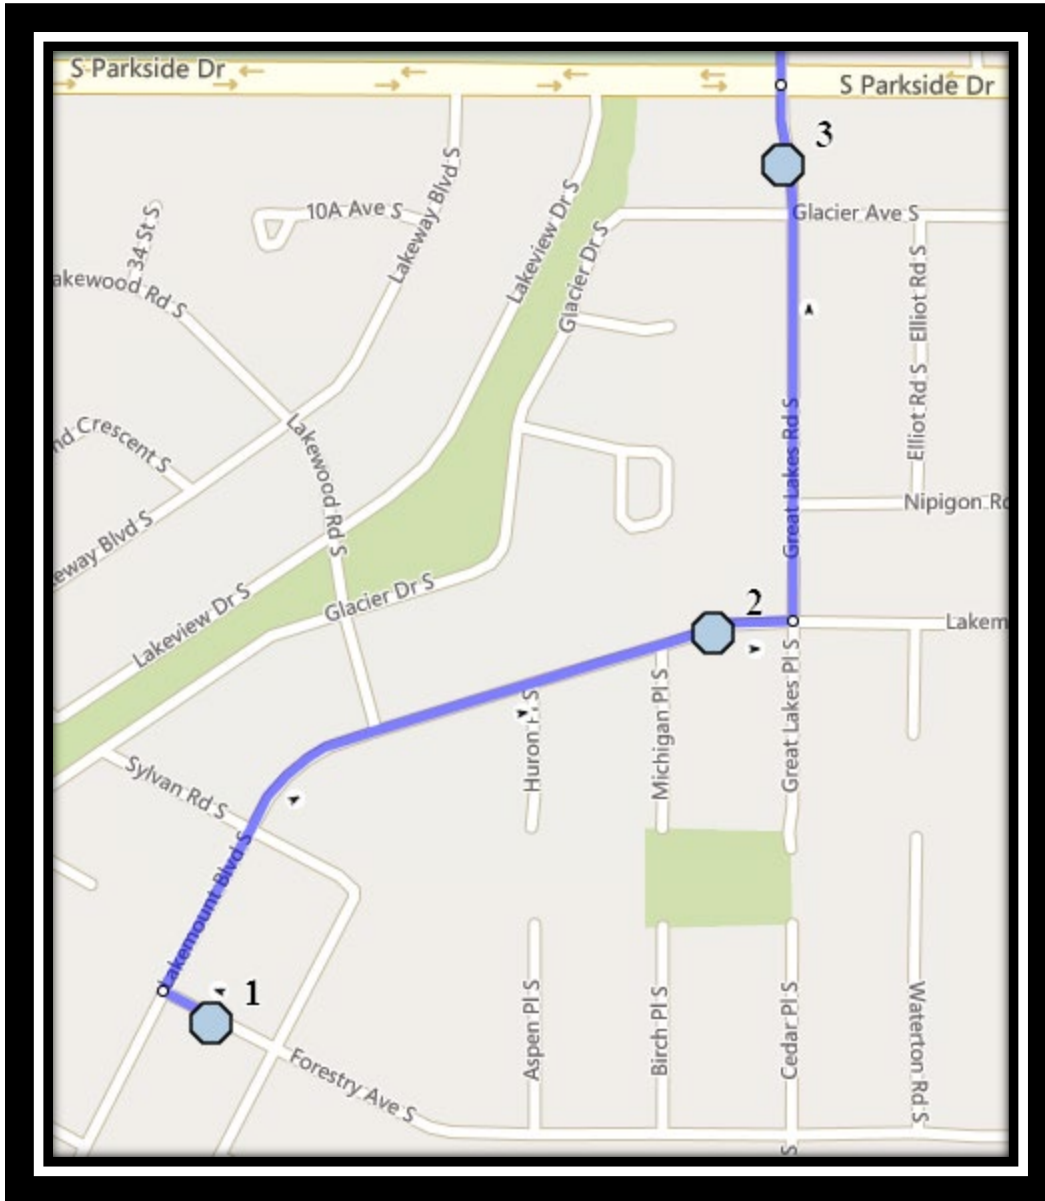 S Parkside Dr
S Parkside Dr
3
34 St S
10A Ave S
Lakeway Blvd S
Lakeview Dr S
Glacier Dr S
Glacier Ave S
akewood Rd S
Elliot Rd S
Elliot Rd S
nd Crescent S
Lakewood Rd S
Great Lakes Rd S
Nipigon Rd
eway Blvd S
Glacier Dr S
Lakeview Dr S
2
Lakem
Sylvan Rd S
Huron Pl S
Michigan Pl S
Great Lakes Pl S
Lakemount Blvd S
1
Forestry Ave S
Aspen Pl S
Birch Pl S
Cedar Pl S
Waterton Rd S
S